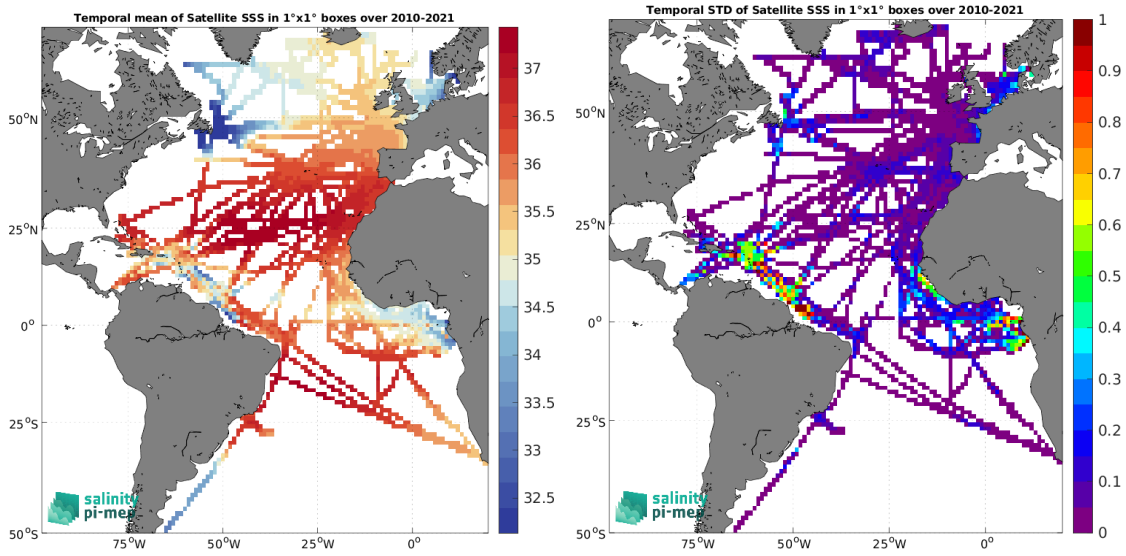 Temporal mean of Satellite SSS in 1°x1° boxes over 2010-2021
50°N
25°N
0°
25°S
50°S
75°W
50°W
25°W
0°
37
36.5
36
35.5
35
34.5
34
33.5
33
32.5
salinity
pi-mep
Temporal STD of Satellite SSS in 1°x1° boxes over 2010-2021
50°N
25°N
0°
25°S
50°S
75°W
50°W
25°W
0°
1
0.9
0.8
0.7
0.6
0.5
0.4
0.3
0.2
0.1
0
salinity
pi-mep